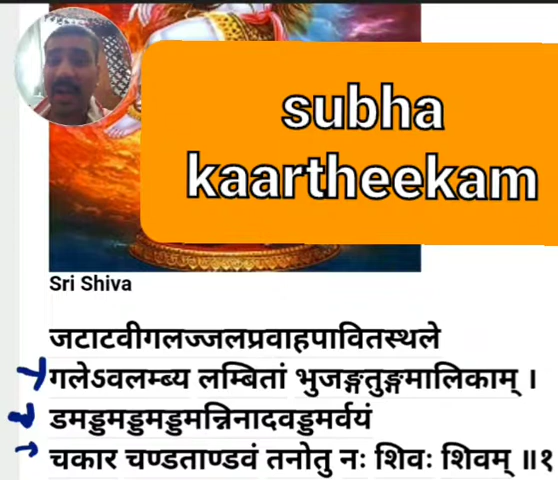 subha
kaartheekam
Sri Shiva
जटाटवीगलज्जलप्रवाहपावितस्थले
गलेऽवलम्ब्य लम्बितां भुजङ्गतुङ्गमालिकाम् ।
डमड्डमड्डमड्डमन्निनादवड्डमर्वयं
चकार चण्डताण्डवं तनोतु नः शिवः शिवम् ॥१